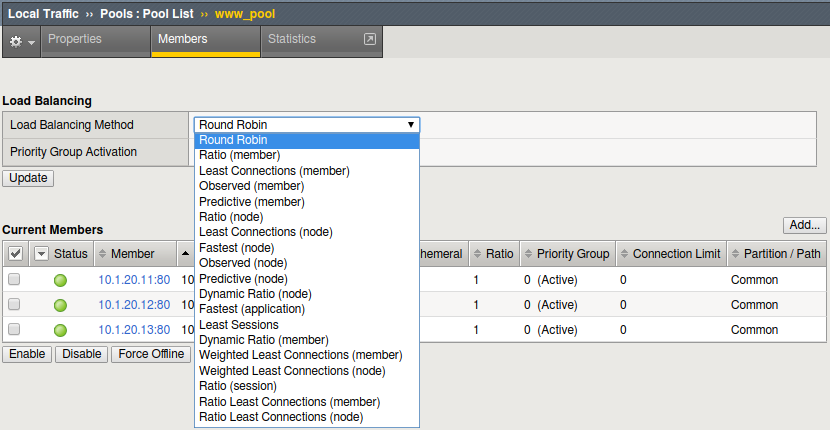 Local Traffic ›› Pools : Pool List ›› www_pool
Properties Members Statistics
Load Balancing
Load Balancing Method Round Robin
Priority Group Activation
Round Robin
Ratio (member)
Least Connections (member)
Observed (member)
Predictive (member)
Ratio (node)
Least Connections (node)
Fastest (node)
Observed (node)
Predictive (node)
Dynamic Ratio (node)
Fastest (application)
Least Sessions
Dynamic Ratio (member)
Weighted Least Connections (member)
Weighted Least Connections (node)
Ratio (session)
Ratio Least Connections (member)
Ratio Least Connections (node)
Update
Current Members Add...
Status Member hemeral Ratio Priority Group Connection Limit Partition / Path
10.1.20.11:80 10 1 0 (Active) 0 Common
10.1.20.12:80 10 1 0 (Active) 0 Common
10.1.20.13:80 10 1 0 (Active) 0 Common
Enable Disable Force Offline